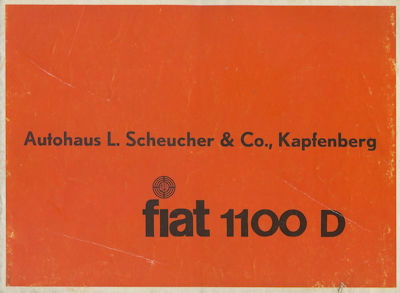 Autohaus L. Scheucher & Co., Kapfenberg
fiat 1100 D